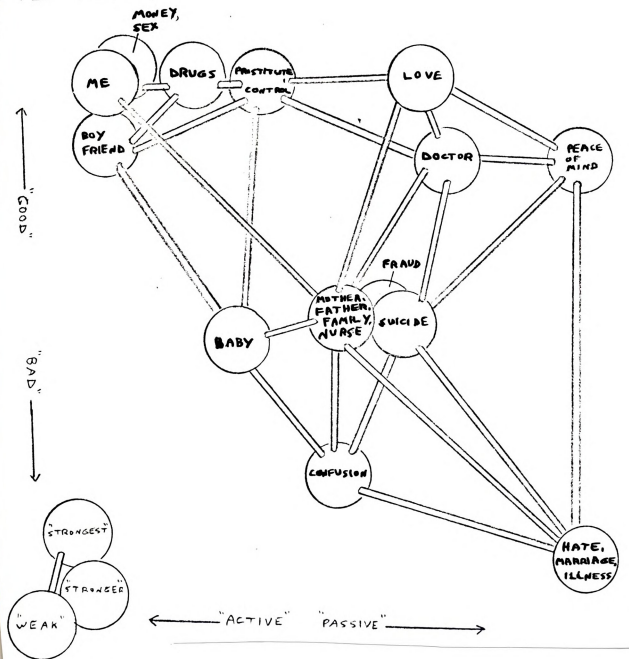 MONEY,
SEX
ME
DRUGS
PROSTITUTE,
CONTROL
LOVE
BOY
FRIEND
DOCTOR
PEACE
OF
MIND
"GOOD"
FRAUD
MOTHER,
FATHER,
FAMILY,
NURSE
SUICIDE
BABY
"BAD"
CONFUSION
HATE,
MARRIAGE,
ILLNESS
"STRONGEST"
"STRONGER"
"WEAK"
"ACTIVE" "PASSIVE"